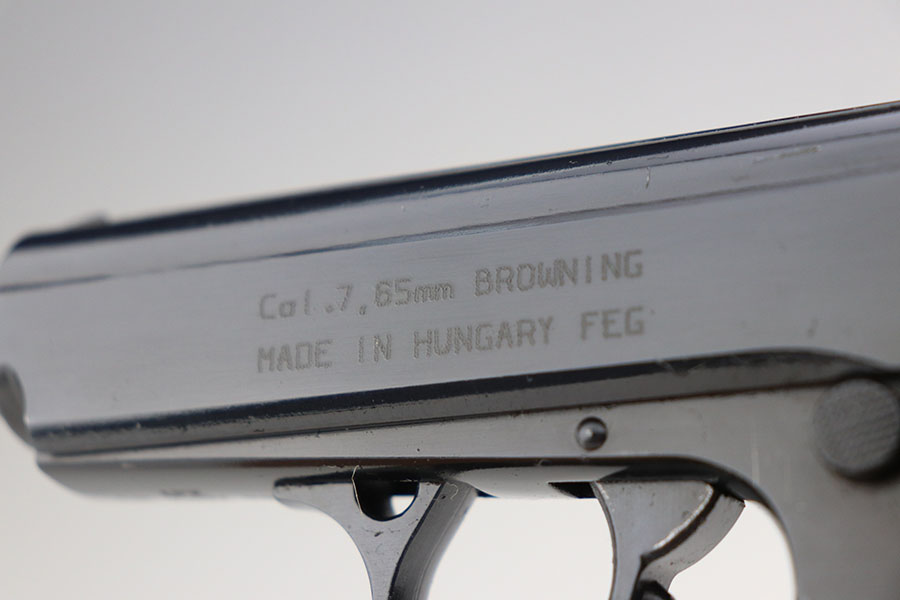 Cal.7,65mm BROWNING
MADE IN HUNGARY FEG